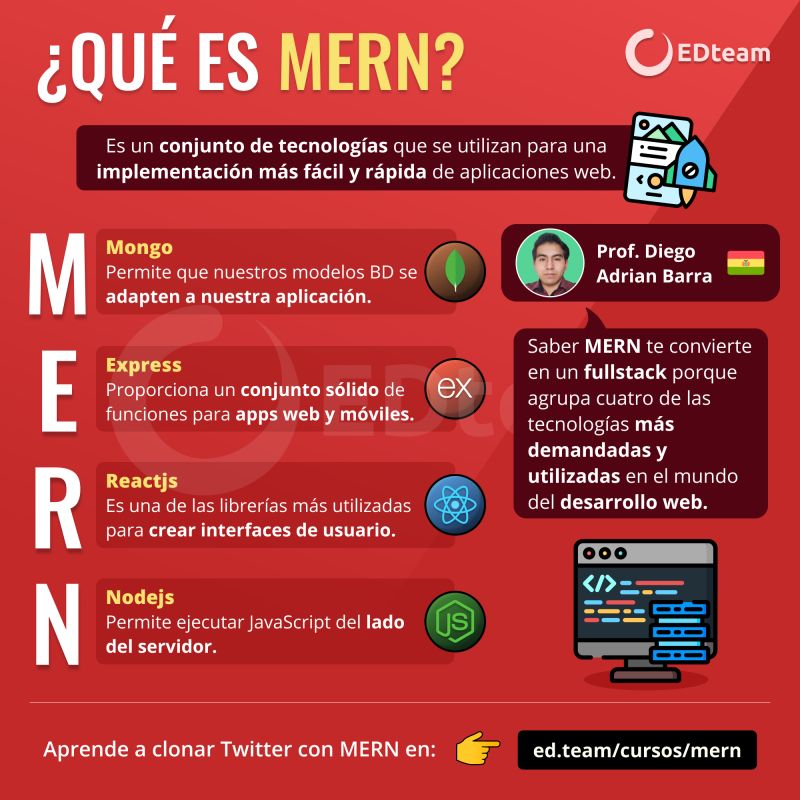 ¿QUÉ ES MERN?
EDteam
Es un conjunto de tecnologías que se utilizan para una
implementación más fácil y rápida de aplicaciones web.
M
Mongo
Permite que nuestros modelos BD se
adapten a nuestra aplicación.
E
Express
Proporciona un conjunto sólido de
funciones para apps web y móviles.
ex
R
Reactjs
Es una de las librerías más utilizadas
para crear interfaces de usuario.
N
Nodejs
Permite ejecutar JavaScript del lado
del servidor.
JS
Prof. Diego
Adrian Barra
Saber MERN te convierte
en un fullstack porque
agrupa cuatro de las
tecnologías más
demandadas y
utilizadas en el mundo
del desarrollo web.
</>
EDte
Aprende a clonar Twitter con MERN en:
ed.team/cursos/mern